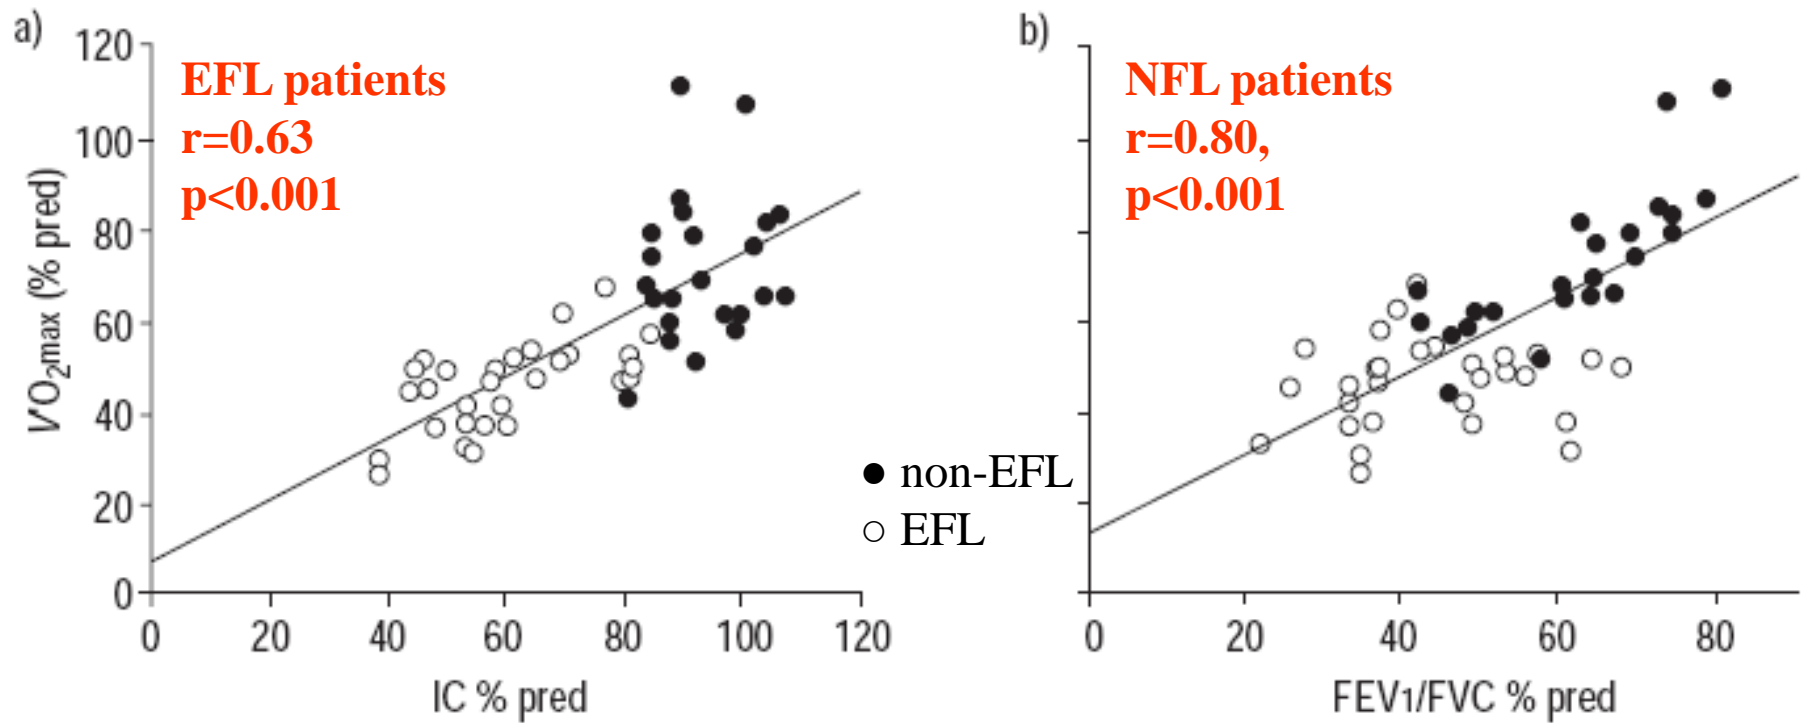 a)
EFL patients
r=0.63
p<0.001
120
100
80
60
40
20
0
V̇O2max (% pred)
0 20 40 60 80 100 120
IC % pred
● non-EFL
○ EFL
b)
NFL patients
r=0.80,
p<0.001
0 20 40 60 80
FEV1/FVC % pred